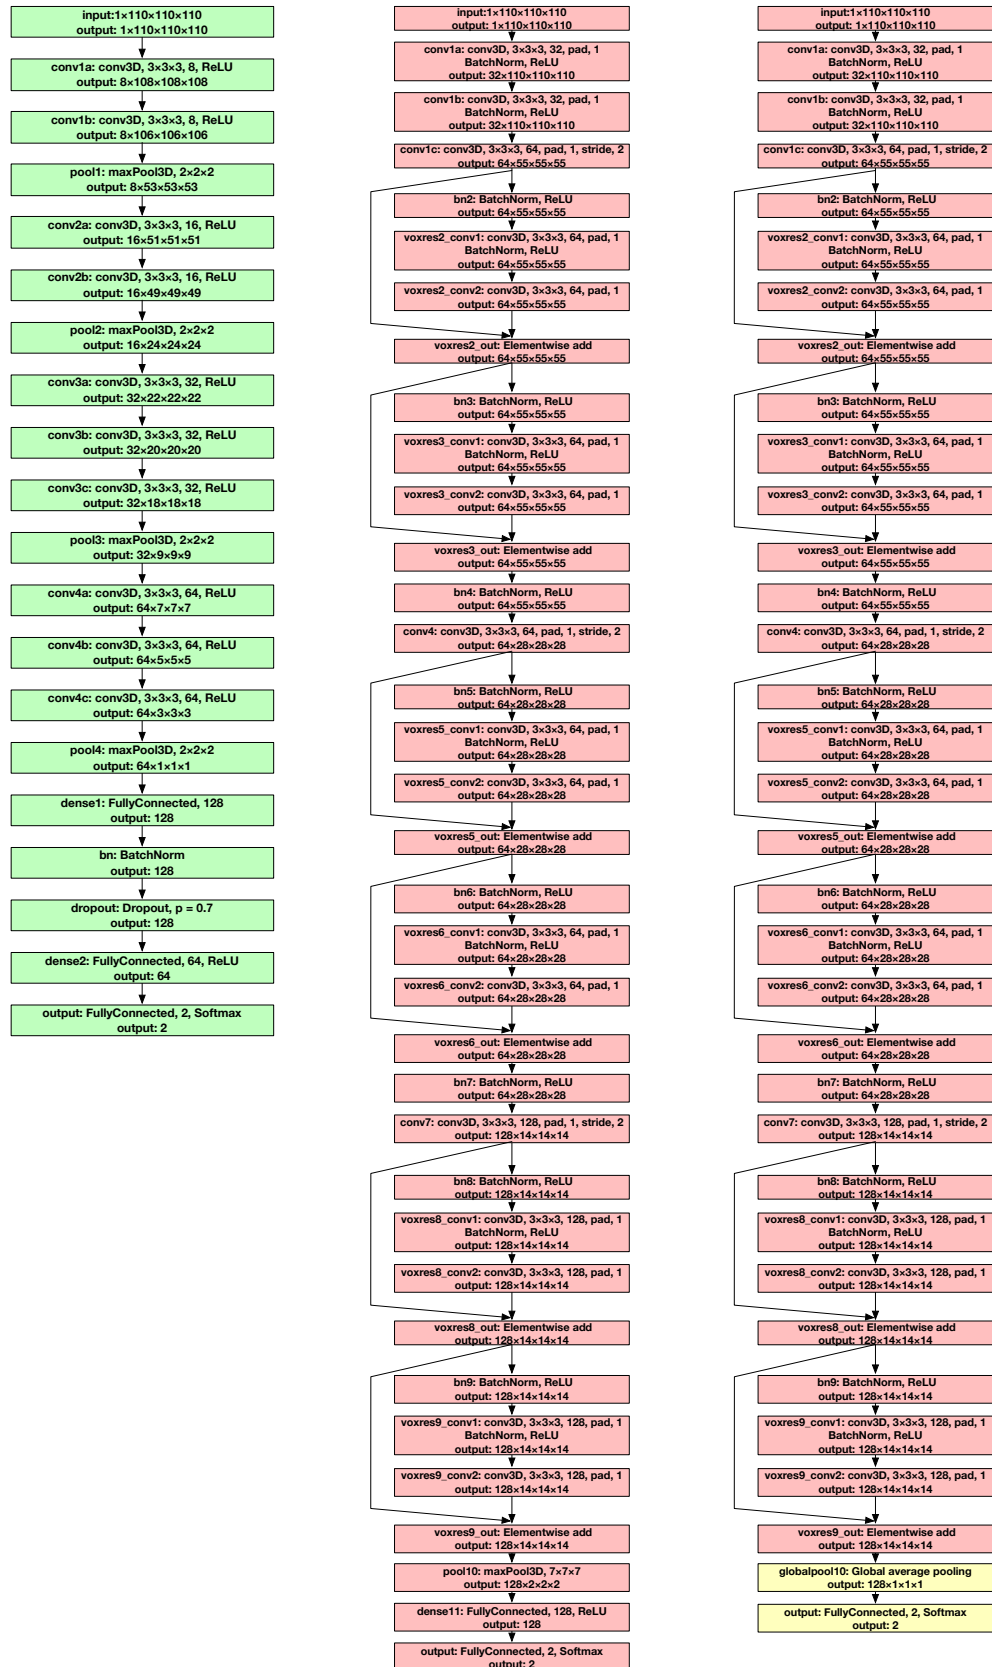 input:1×110×110×110
output: 1×110×110×110
conv1a: conv3D, 3×3×3, 8, ReLU
output: 8×108×108×108
conv1b: conv3D, 3×3×3, 8, ReLU
output: 8×106×106×106
pool1: maxPool3D, 2×2×2
output: 8×53×53×53
conv2a: conv3D, 3×3×3, 16, ReLU
output: 16×51×51×51
conv2b: conv3D, 3×3×3, 16, ReLU
output: 16×49×49×49
pool2: maxPool3D, 2×2×2
output: 16×24×24×24
conv3a: conv3D, 3×3×3, 32, ReLU
output: 32×22×22×22
conv3b: conv3D, 3×3×3, 32, ReLU
output: 32×20×20×20
conv3c: conv3D, 3×3×3, 32, ReLU
output: 32×18×18×18
pool3: maxPool3D, 2×2×2
output: 32×9×9×9
conv4a: conv3D, 3×3×3, 64, ReLU
output: 64×7×7×7
conv4b: conv3D, 3×3×3, 64, ReLU
output: 64×5×5×5
conv4c: conv3D, 3×3×3, 64, ReLU
output: 64×3×3×3
pool4: maxPool3D, 2×2×2
output: 64×1×1×1
dense1: FullyConnected, 128
output: 128
bn: BatchNorm
output: 128
dropout: Dropout, p = 0.7
output: 128
dense2: FullyConnected, 64, ReLU
output: 64
output: FullyConnected, 2, Softmax
output: 2
input:1×110×110×110
output: 1×110×110×110
conv1a: conv3D, 3×3×3, 32, pad, 1
BatchNorm, ReLU
output: 32×110×110×110
conv1b: conv3D, 3×3×3, 32, pad, 1
BatchNorm, ReLU
output: 32×110×110×110
conv1c: conv3D, 3×3×3, 64, pad, 1, stride, 2
output: 64×55×55×55
bn2: BatchNorm, ReLU
output: 64×55×55×55
voxres2_conv1: conv3D, 3×3×3, 64, pad, 1
BatchNorm, ReLU
output: 64×55×55×55
voxres2_conv2: conv3D, 3×3×3, 64, pad, 1
output: 64×55×55×55
voxres2_out: Elementwise add
output: 64×55×55×55
bn3: BatchNorm, ReLU
output: 64×55×55×55
voxres3_conv1: conv3D, 3×3×3, 64, pad, 1
BatchNorm, ReLU
output: 64×55×55×55
voxres3_conv2: conv3D, 3×3×3, 64, pad, 1
output: 64×55×55×55
voxres3_out: Elementwise add
output: 64×55×55×55
bn4: BatchNorm, ReLU
output: 64×55×55×55
conv4: conv3D, 3×3×3, 64, pad, 1, stride, 2
output: 64×28×28×28
bn5: BatchNorm, ReLU
output: 64×28×28×28
voxres5_conv1: conv3D, 3×3×3, 64, pad, 1
BatchNorm, ReLU
output: 64×28×28×28
voxres5_conv2: conv3D, 3×3×3, 64, pad, 1
output: 64×28×28×28
voxres5_out: Elementwise add
output: 64×28×28×28
bn6: BatchNorm, ReLU
output: 64×28×28×28
voxres6_conv1: conv3D, 3×3×3, 64, pad, 1
BatchNorm, ReLU
output: 64×28×28×28
voxres6_conv2: conv3D, 3×3×3, 64, pad, 1
output: 64×28×28×28
voxres6_out: Elementwise add
output: 64×28×28×28
bn7: BatchNorm, ReLU
output: 64×28×28×28
conv7: conv3D, 3×3×3, 128, pad, 1, stride, 2
output: 128×14×14×14
bn8: BatchNorm, ReLU
output: 128×14×14×14
voxres8_conv1: conv3D, 3×3×3, 128, pad, 1
BatchNorm, ReLU
output: 128×14×14×14
voxres8_conv2: conv3D, 3×3×3, 128, pad, 1
output: 128×14×14×14
voxres8_out: Elementwise add
output: 128×14×14×14
bn9: BatchNorm, ReLU
output: 128×14×14×14
voxres9_conv1: conv3D, 3×3×3, 128, pad, 1
BatchNorm, ReLU
output: 128×14×14×14
voxres9_conv2: conv3D, 3×3×3, 128, pad, 1
output: 128×14×14×14
voxres9_out: Elementwise add
output: 128×14×14×14
pool10: maxPool3D, 7×7×7
output: 128×2×2×2
dense11: FullyConnected, 128, ReLU
output: 128
output: FullyConnected, 2, Softmax
output: 2
input:1×110×110×110
output: 1×110×110×110
conv1a: conv3D, 3×3×3, 32, pad, 1
BatchNorm, ReLU
output: 32×110×110×110
conv1b: conv3D, 3×3×3, 32, pad, 1
BatchNorm, ReLU
output: 32×110×110×110
conv1c: conv3D, 3×3×3, 64, pad, 1, stride, 2
output: 64×55×55×55
bn2: BatchNorm, ReLU
output: 64×55×55×55
voxres2_conv1: conv3D, 3×3×3, 64, pad, 1
BatchNorm, ReLU
output: 64×55×55×55
voxres2_conv2: conv3D, 3×3×3, 64, pad, 1
output: 64×55×55×55
voxres2_out: Elementwise add
output: 64×55×55×55
bn3: BatchNorm, ReLU
output: 64×55×55×55
voxres3_conv1: conv3D, 3×3×3, 64, pad, 1
BatchNorm, ReLU
output: 64×55×55×55
voxres3_conv2: conv3D, 3×3×3, 64, pad, 1
output: 64×55×55×55
voxres3_out: Elementwise add
output: 64×55×55×55
bn4: BatchNorm, ReLU
output: 64×55×55×55
conv4: conv3D, 3×3×3, 64, pad, 1, stride, 2
output: 64×28×28×28
bn5: BatchNorm, ReLU
output: 64×28×28×28
voxres5_conv1: conv3D, 3×3×3, 64, pad, 1
BatchNorm, ReLU
output: 64×28×28×28
voxres5_conv2: conv3D, 3×3×3, 64, pad, 1
output: 64×28×28×28
voxres5_out: Elementwise add
output: 64×28×28×28
bn6: BatchNorm, ReLU
output: 64×28×28×28
voxres6_conv1: conv3D, 3×3×3, 64, pad, 1
BatchNorm, ReLU
output: 64×28×28×28
voxres6_conv2: conv3D, 3×3×3, 64, pad, 1
output: 64×28×28×28
voxres6_out: Elementwise add
output: 64×28×28×28
bn7: BatchNorm, ReLU
output: 64×28×28×28
conv7: conv3D, 3×3×3, 128, pad, 1, stride, 2
output: 128×14×14×14
bn8: BatchNorm, ReLU
output: 128×14×14×14
voxres8_conv1: conv3D, 3×3×3, 128, pad, 1
BatchNorm, ReLU
output: 128×14×14×14
voxres8_conv2: conv3D, 3×3×3, 128, pad, 1
output: 128×14×14×14
voxres8_out: Elementwise add
output: 128×14×14×14
bn9: BatchNorm, ReLU
output: 128×14×14×14
voxres9_conv1: conv3D, 3×3×3, 128, pad, 1
BatchNorm, ReLU
output: 128×14×14×14
voxres9_conv2: conv3D, 3×3×3, 128, pad, 1
output: 128×14×14×14
voxres9_out: Elementwise add
output: 128×14×14×14
globalpool10: Global average pooling
output: 128×1×1×1
output: FullyConnected, 2, Softmax
output: 2